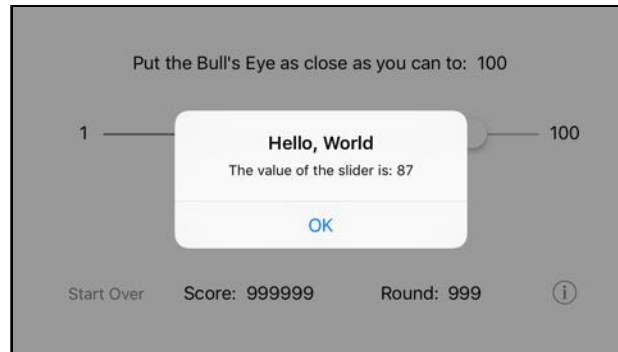 Put the Bull's Eye as close as you can to: 100
1
100
Hello, World
The value of the slider is: 87
OK
Start Over Score: 999999 Round: 999